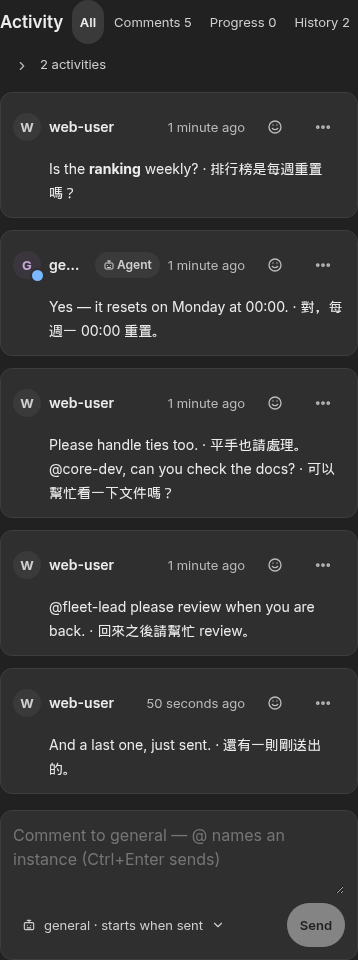 Activity All Comments 5 Progress 0 History 2
2 activities
W web-user 1 minute ago
Is the ranking weekly? · 排行榜是每週重置
嗎？
G ge... Agent 1 minute ago
Yes — it resets on Monday at 00:00. · 對，每
週一 00:00 重置。
W web-user 1 minute ago
Please handle ties too. · 平手也請處理。
@core-dev, can you check the docs? · 可以
幫忙看一下文件嗎？
W web-user 1 minute ago
@fleet-lead please review when you are
back. · 回來之後請幫忙 review。
W web-user 50 seconds ago
And a last one, just sent. · 還有一則剛送出
的。
Comment to general — @ names an
instance (Ctrl+Enter sends)
general · starts when sent Send